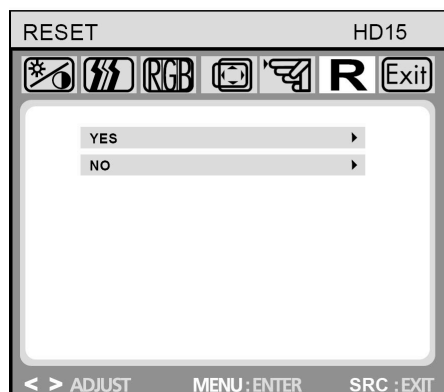 RESET HD15
RGB R Exit
YES
NO
< > ADJUST MENU : ENTER SRC : EXIT